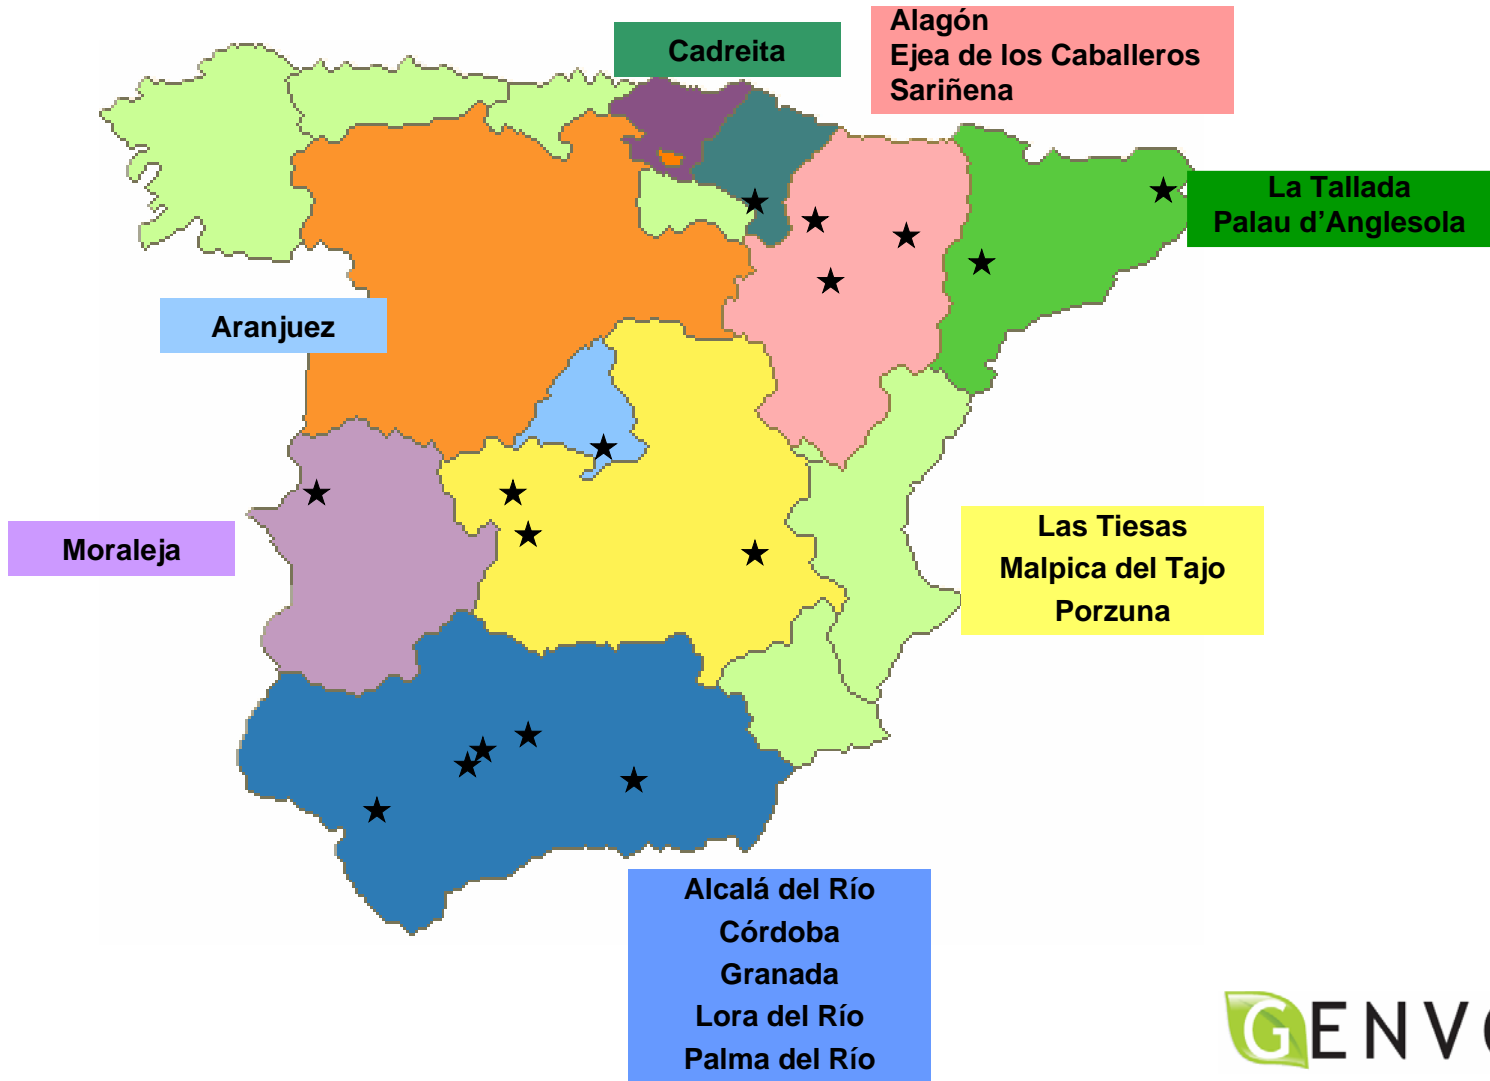 Cadreita
Alagón
Ejea de los Caballeros
Sariñena
La Tallada
Palau d’Anglesola
Aranjuez
Moraleja
Las Tiesas
Malpica del Tajo
Porzuna
Alcalá del Río
Córdoba
Granada
Lora del Río
Palma del Río